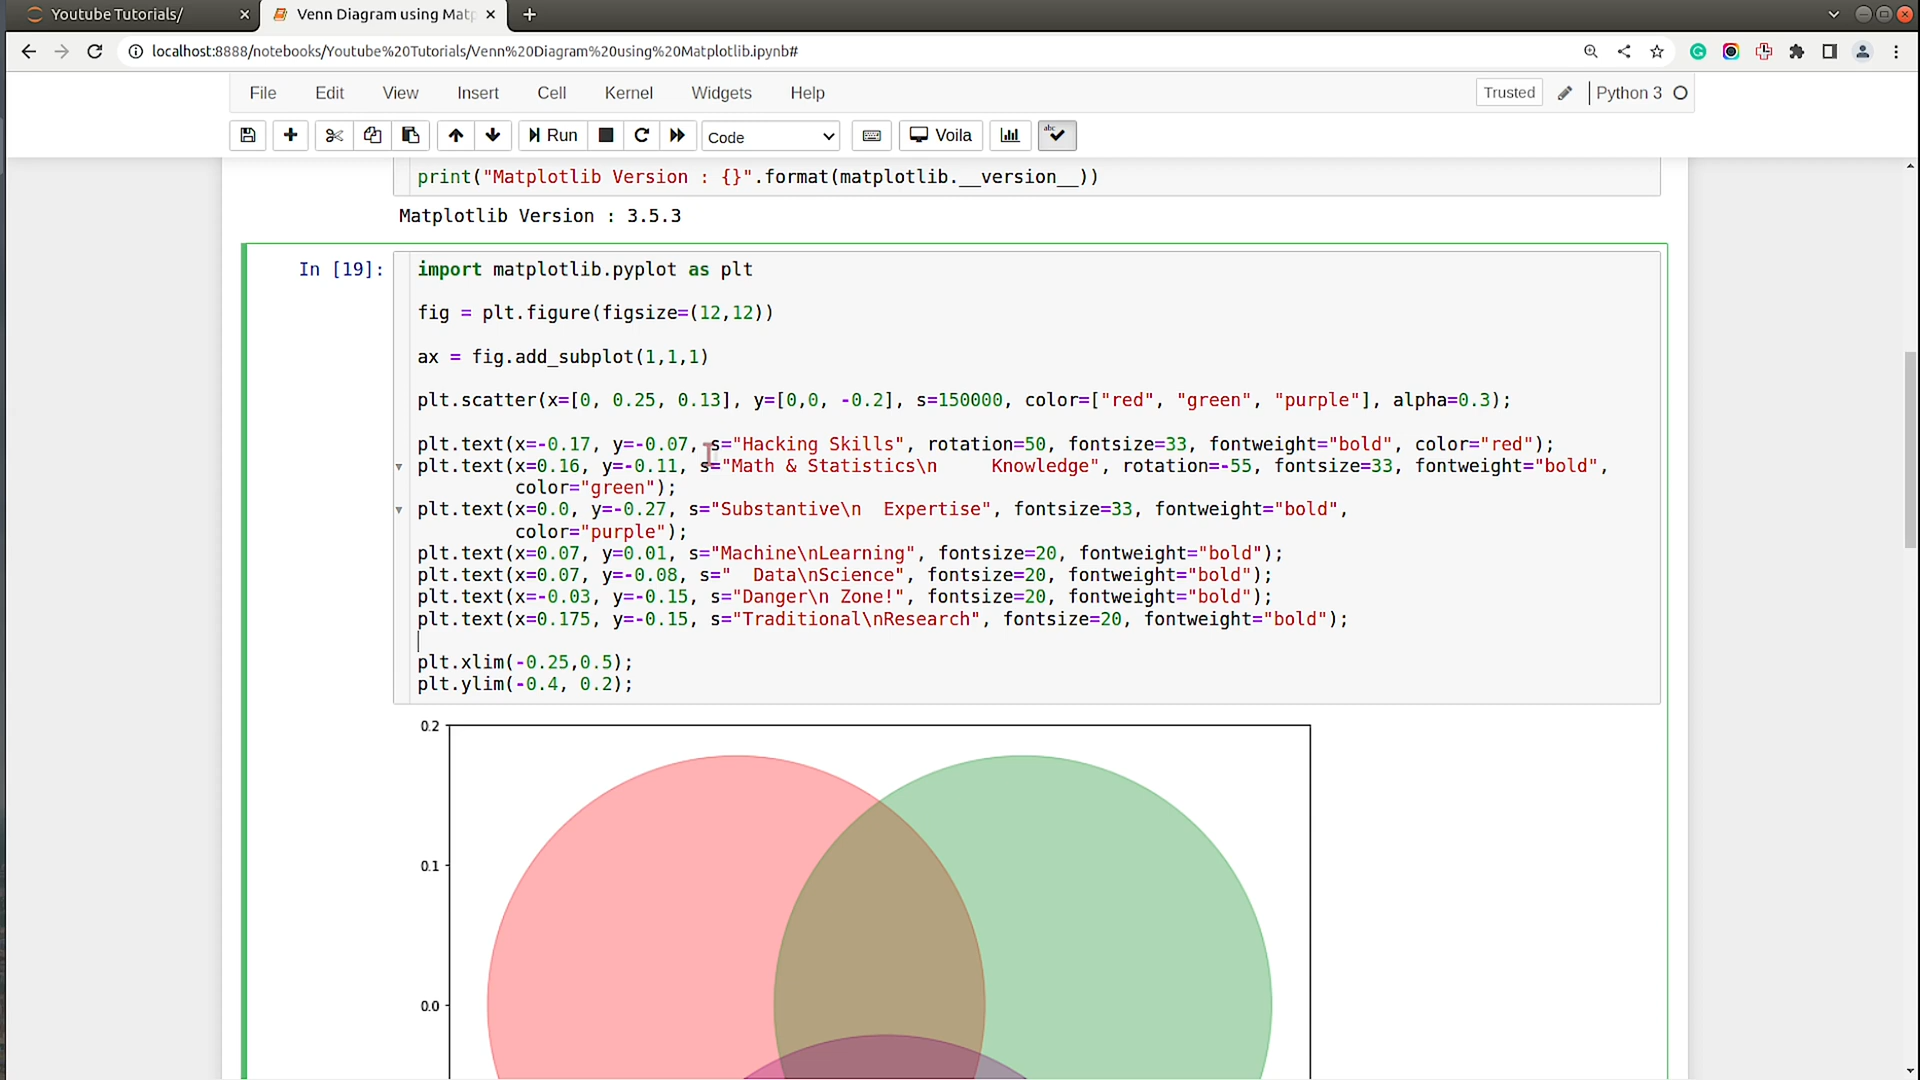 Youtube Tutorials/
Venn Diagram using Matp
localhost:8888/notebooks/Youtube%20Tutorials/Venn%20Diagram%20using%20Matplotlib.ipynb#
File Edit View Insert Cell Kernel Widgets Help Trusted Python 3
Run Code Voila abc
print("Matplotlib Version : {}".format(matplotlib.__version__))
Matplotlib Version : 3.5.3
In [19]: import matplotlib.pyplot as plt
fig = plt.figure(figsize=(12,12))
ax = fig.add_subplot(1,1,1)
plt.scatter(x=[0, 0.25, 0.13], y=[0,0, -0.2], s=150000, color=["red", "green", "purple"], alpha=0.3);
plt.text(x=-0.17, y=-0.07, s="Hacking Skills", rotation=50, fontsize=33, fontweight="bold", color="red");
plt.text(x=0.16, y=-0.11, s="Math & Statistics\n     Knowledge", rotation=-55, fontsize=33, fontweight="bold",
color="green");
plt.text(x=0.0, y=-0.27, s="Substantive\n  Expertise", fontsize=33, fontweight="bold",
color="purple");
plt.text(x=0.07, y=0.01, s="Machine\nLearning", fontsize=20, fontweight="bold");
plt.text(x=0.07, y=-0.08, s="  Data\nScience", fontsize=20, fontweight="bold");
plt.text(x=-0.03, y=-0.15, s="Danger\n Zone!", fontsize=20, fontweight="bold");
plt.text(x=0.175, y=-0.15, s="Traditional\nResearch", fontsize=20, fontweight="bold");
plt.xlim(-0.25,0.5);
plt.ylim(-0.4, 0.2);
0.2
0.1
0.0